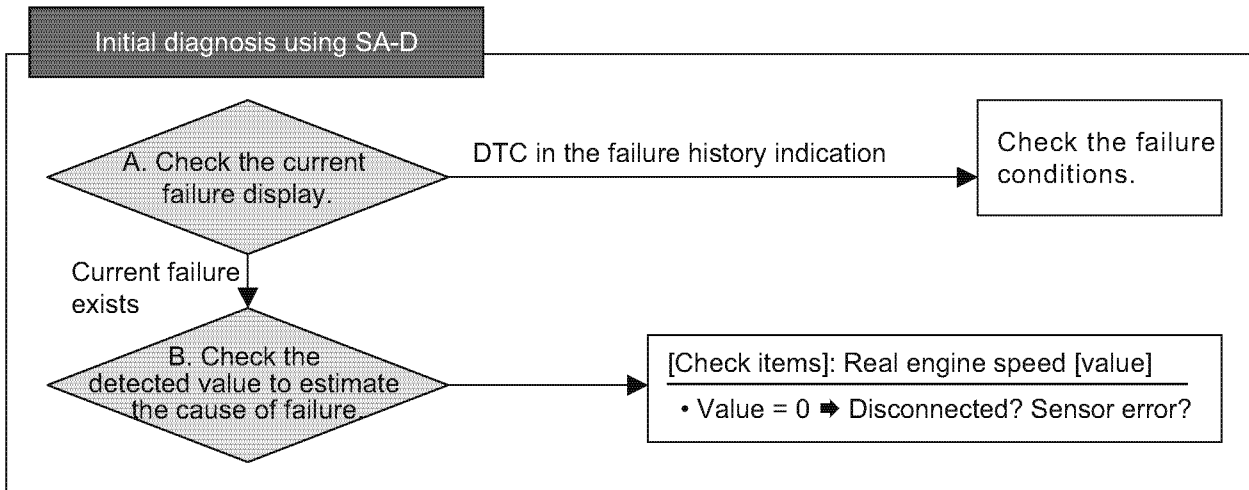 Initial diagnosis using SA-D
A. Check the current
failure display.
DTC in the failure history indication
Check the failure
conditions.
Current failure
exists
B. Check the
detected value to estimate
the cause of failure.
[Check items]: Real engine speed [value]
• Value = 0 ➡ Disconnected? Sensor error?